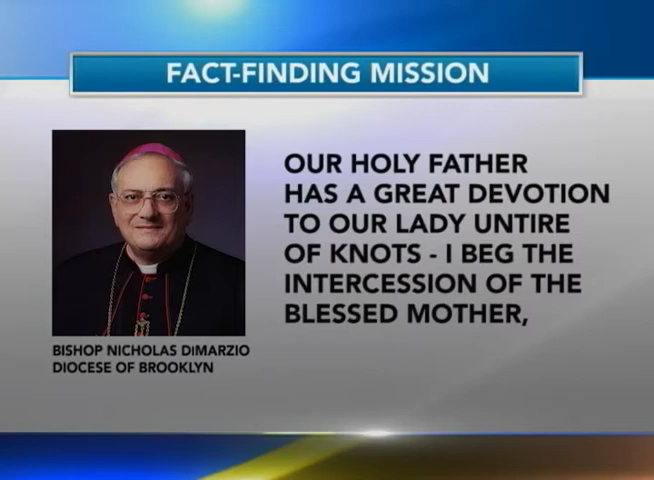 FACT-FINDING MISSION
OUR HOLY FATHER
HAS A GREAT DEVOTION
TO OUR LADY UNTIRE
OF KNOTS - I BEG THE
INTERCESSION OF THE
BLESSED MOTHER,
BISHOP NICHOLAS DiMARZIO
DIOCESE OF BROOKLYN